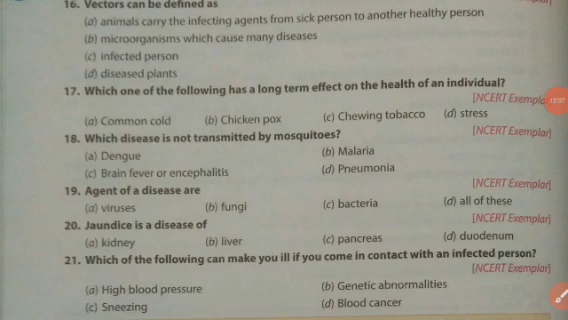 16. Vectors can be defined as
(a) animals carry the infecting agents from sick person to another healthy person
(b) microorganisms which cause many diseases
(c) infected person
(d) diseased plants
17. Which one of the following has a long term effect on the health of an individual?
[NCERT Exempla
12:07
(a) Common cold (b) Chicken pox (c) Chewing tobacco (d) stress
18. Which disease is not transmitted by mosquitoes? [NCERT Exemplar]
(a) Dengue (b) Malaria
(c) Brain fever or encephalitis (d) Pneumonia
19. Agent of a disease are [NCERT Exemplar]
(a) viruses (b) fungi (c) bacteria (d) all of these
20. Jaundice is a disease of [NCERT Exemplar]
(a) kidney (b) liver (c) pancreas (d) duodenum
21. Which of the following can make you ill if you come in contact with an infected person?
[NCERT Exemplar]
(a) High blood pressure (b) Genetic abnormalities
(c) Sneezing (d) Blood cancer